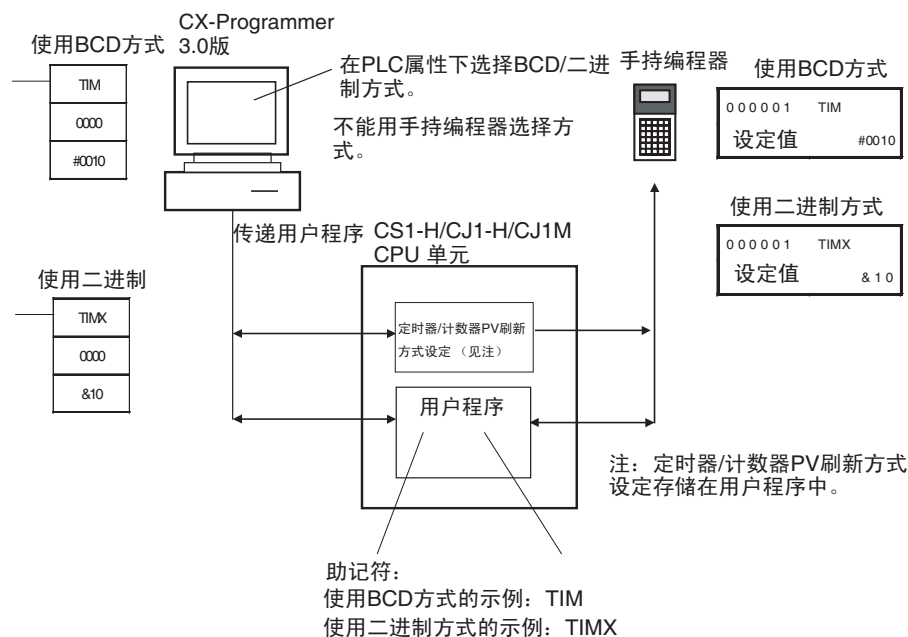 CX-Programmer
3.0版
使用BCD方式
TIM
0000
#0010
在PLC属性下选择BCD/二进
制方式。
不能用手持编程器选择方
式。
手持编程器
使用BCD方式
000001 TIM
设定值 #0010
使用二进制方式
000001 TIMX
设定值 &10
传递用户程序
CS1-H/CJ1-H/CJ1M
CPU 单元
使用二进制
TIMX
0000
&10
定时器/计数器PV刷新
方式设定（见注）
用户程序
注：定时器/计数器PV刷新方式
设定存储在用户程序中。
助记符：
使用BCD方式的示例：TIM
使用二进制方式的示例：TIMX